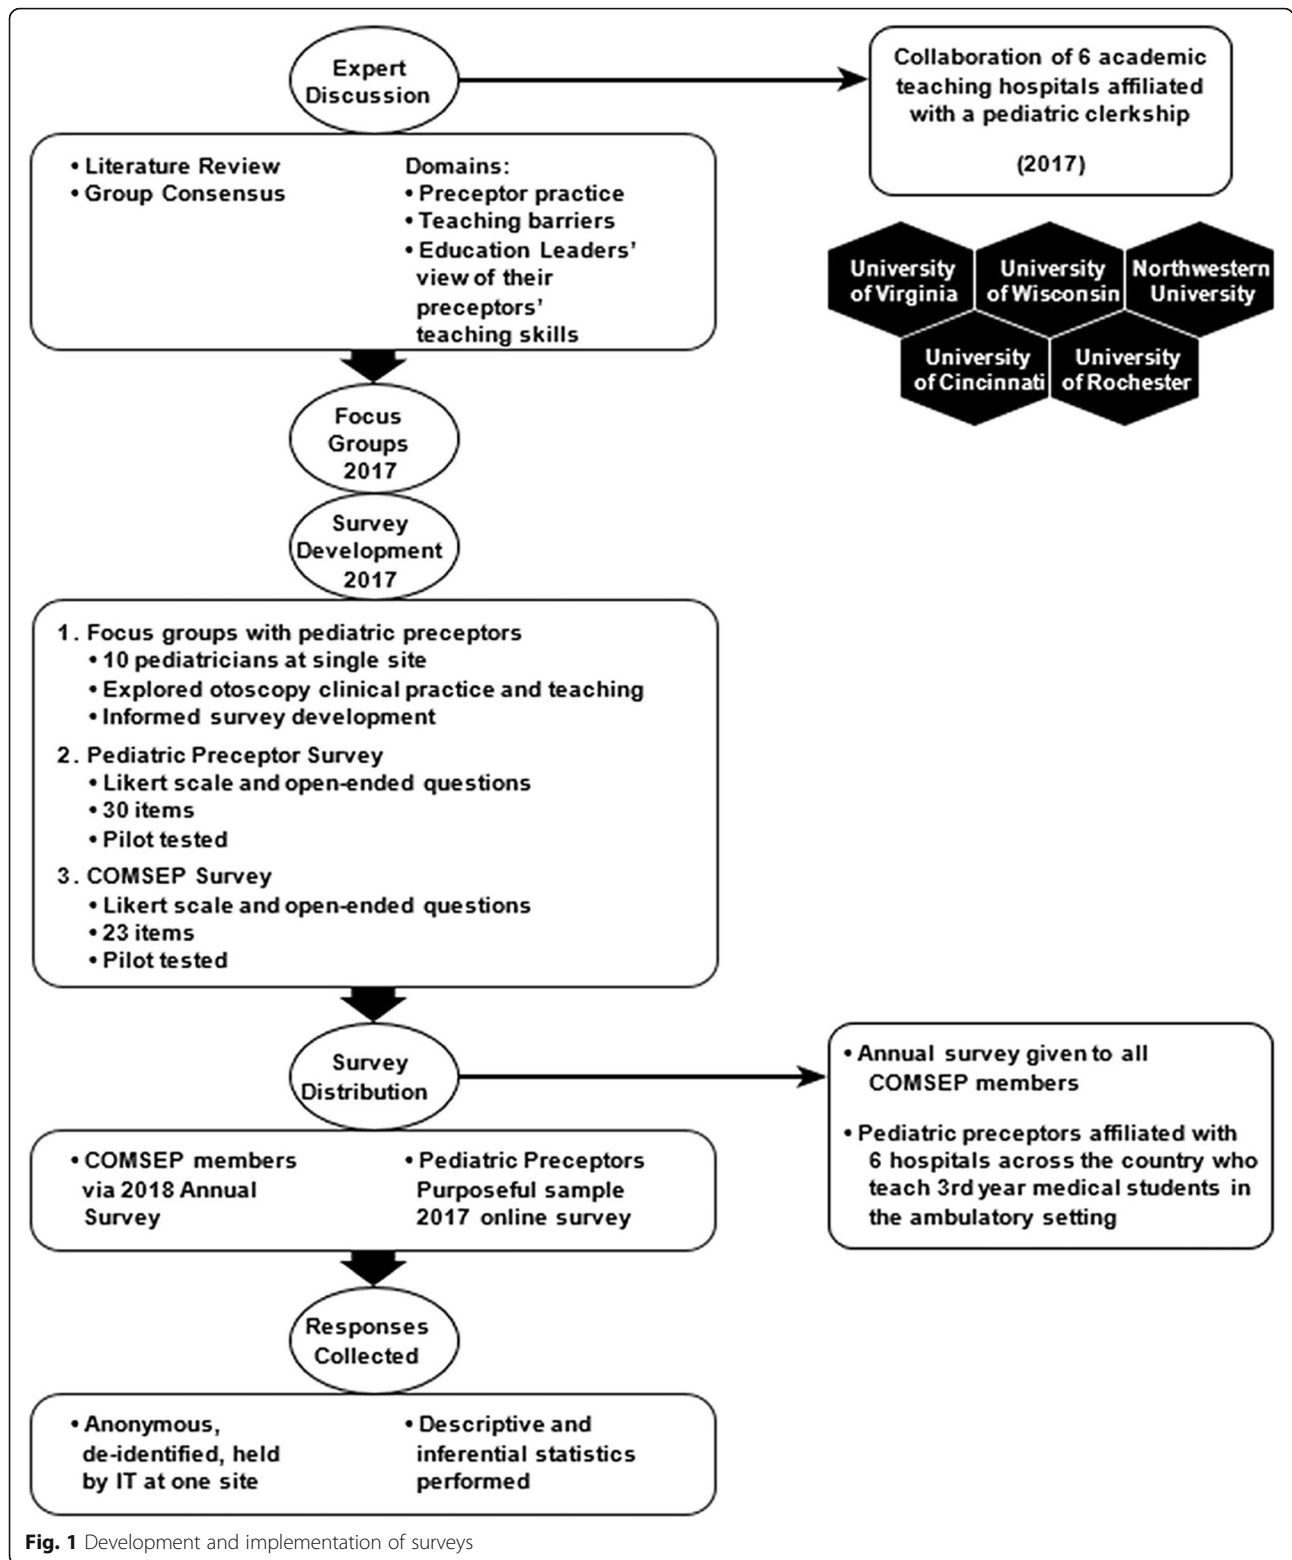 Expert
Discussion
Collaboration of 6 academic
teaching hospitals affiliated
with a pediatric clerkship
(2017)
• Literature Review
• Group Consensus
Domains:
• Preceptor practice
• Teaching barriers
• Education Leaders’
view of their
preceptors’
teaching skills
University
of Virginia
University
of Wisconsin
Northwestern
University
University
of Cincinnati
University
of Rochester
Focus
Groups
2017
Survey
Development
2017
1. Focus groups with pediatric preceptors
• 10 pediatricians at single site
• Explored otoscopy clinical practice and teaching
• Informed survey development
2. Pediatric Preceptor Survey
• Likert scale and open-ended questions
• 30 items
• Pilot tested
3. COMSEP Survey
• Likert scale and open-ended questions
• 23 items
• Pilot tested
Survey
Distribution
• Annual survey given to all
COMSEP members
• Pediatric preceptors affiliated with
6 hospitals across the country who
teach 3rd year medical students in
the ambulatory setting
• COMSEP members
via 2018 Annual
Survey
• Pediatric Preceptors
Purposeful sample
2017 online survey
Responses
Collected
• Anonymous,
de-identified, held
by IT at one site
• Descriptive and
inferential statistics
performed
Fig. 1 Development and implementation of surveys